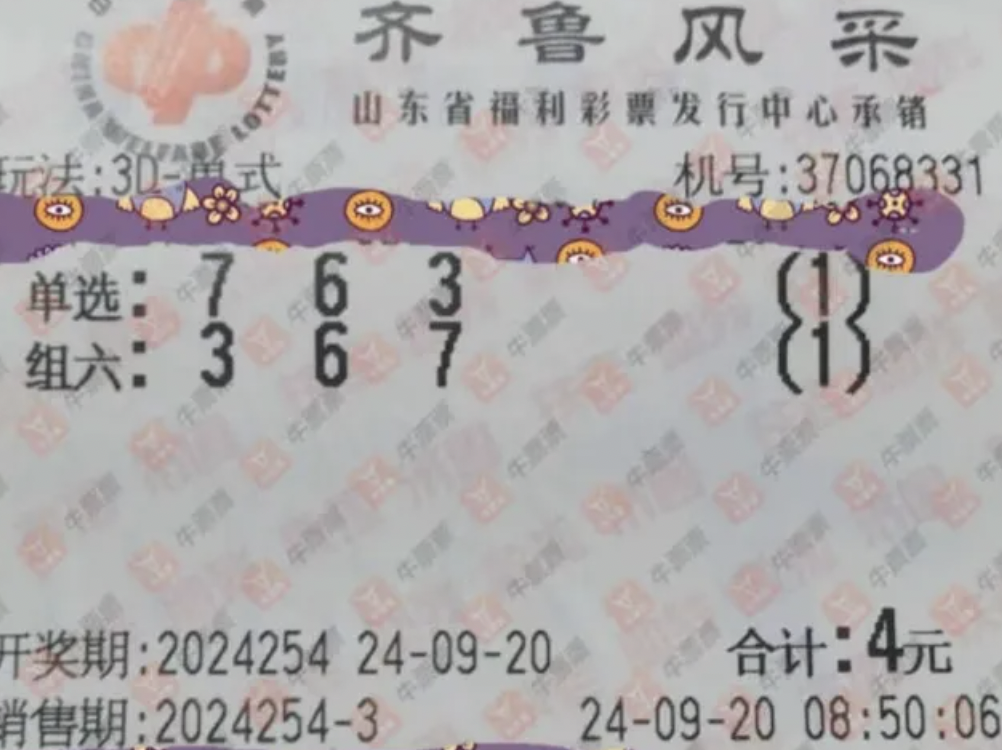 CHINA WELFARE LOTTERY
齐鲁风采
山东省福利彩票发行中心承销
玩法:3D-单式 机号:37068331
单选: 7 6 3 (1)
组六: 3 6 7 (1)
开奖期:2024254 24-09-20 合计:4元
销售期:2024254-3 24-09-20 08:50:06